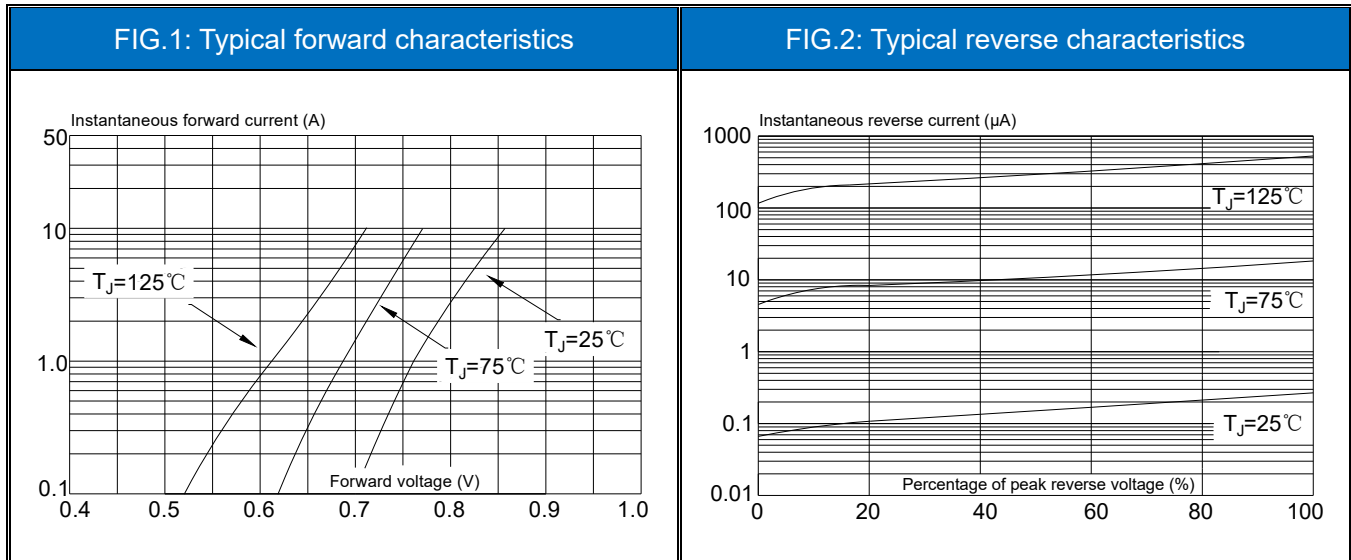 FIG.1: Typical forward characteristics
Instantaneous forward current (A)
50
10
1.0
0.1
TJ=125℃
TJ=75℃
TJ=25℃
Forward voltage (V)
0.4 0.5 0.6 0.7 0.8 0.9 1.0
FIG.2: Typical reverse characteristics
Instantaneous reverse current (μA)
1000
100
10
1
0.1
0.01
TJ=125℃
TJ=75℃
TJ=25℃
Percentage of peak reverse voltage (%)
0 20 40 60 80 100